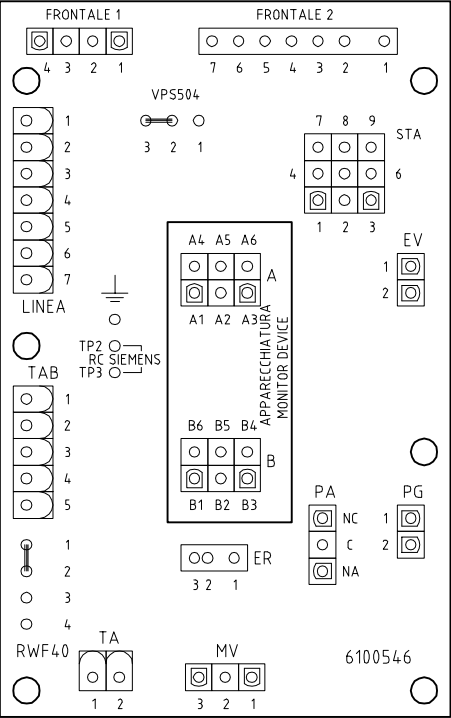 FRONTALE 1
FRONTALE 2
4 3 2 1
7 6 5 4 3 2 1
VPS504
3 2 1
7 8 9
STA
4 6
1 2 3
1
2
3
4
5
6
7
LINEA
EV
1
2
A4 A5 A6
A
A1 A2 A3
APPARECCHIATURA
MONITOR DEVICE
TP2
RC SIEMENS
TP3
TAB
1
2
3
4
5
B6 B5 B4
B
B1 B2 B3
PA
NC
C
NA
PG
1
2
1
2
3
4
RWF40
ER
3 2 1
TA
1 2
MV
3 2 1
6100546